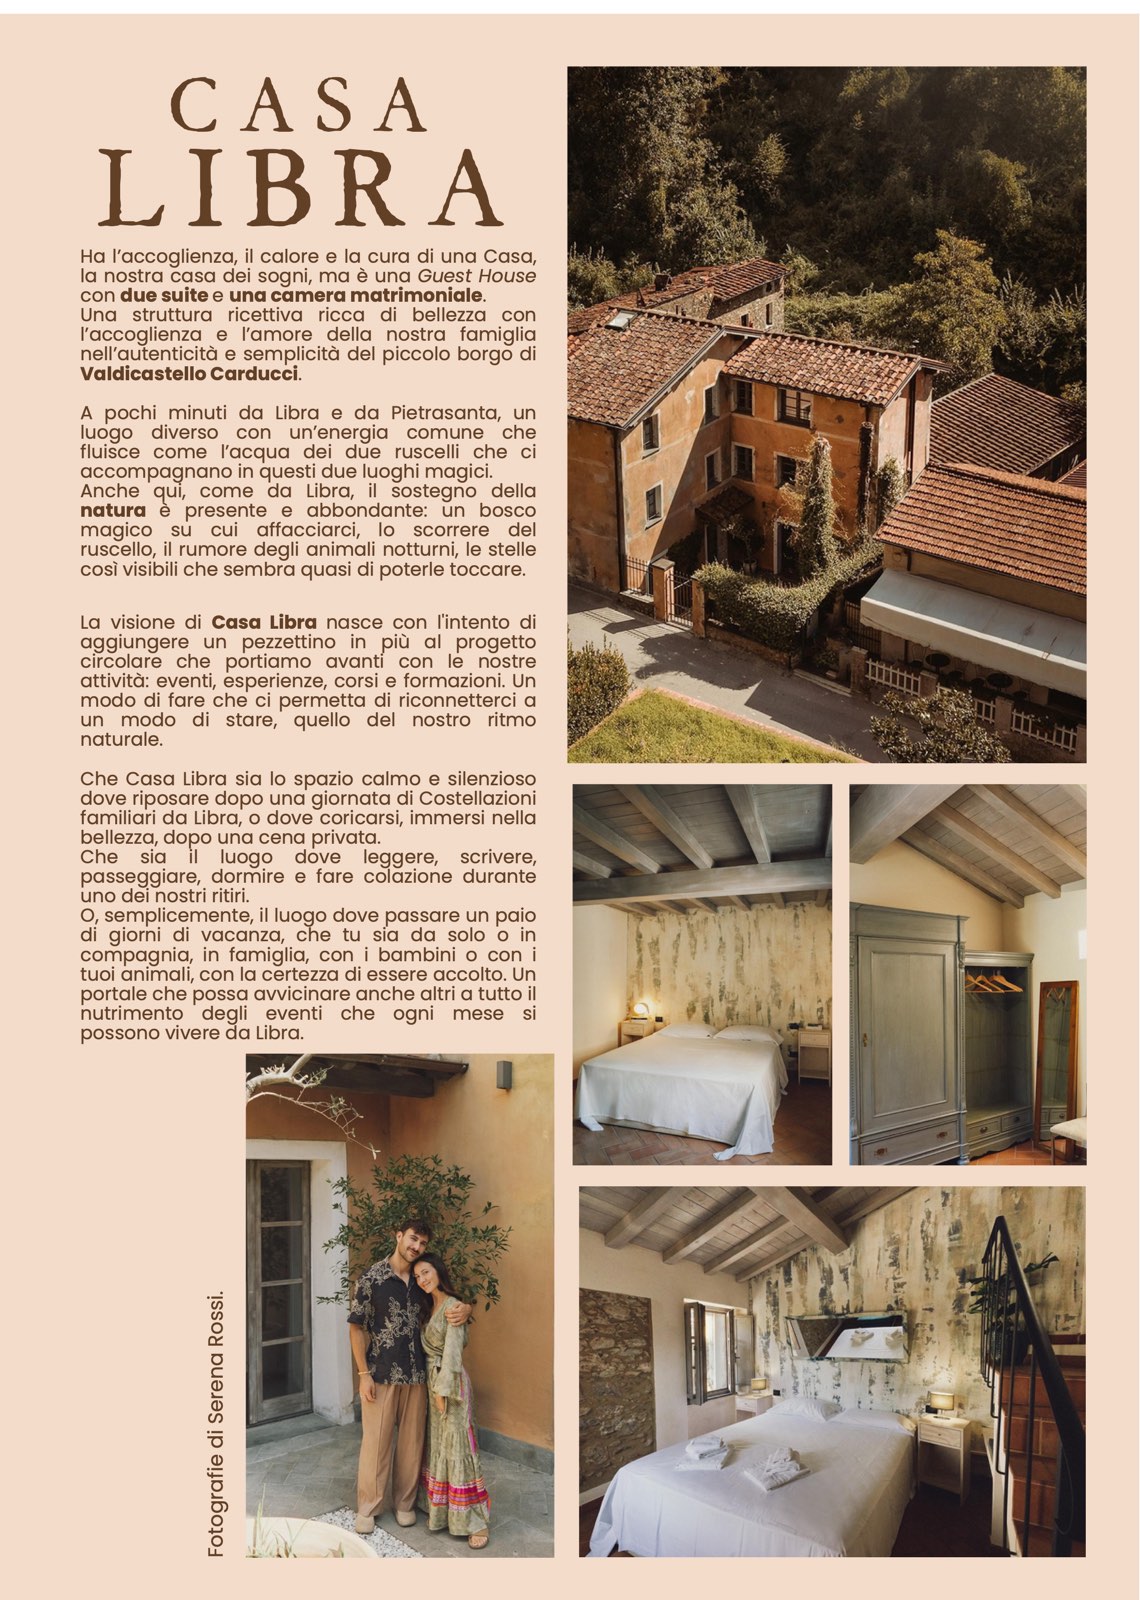 CASA
LIBRA
Ha l’accoglienza, il calore e la cura di una Casa,
la nostra casa dei sogni, ma è una Guest House
con due suite e una camera matrimoniale.
Una struttura ricettiva ricca di bellezza con
l’accoglienza e l’amore della nostra famiglia
nell’autenticità e semplicità del piccolo borgo di
Valdicastello Carducci.
A pochi minuti da Libra e da Pietrasanta, un
luogo diverso con un’energia comune che
fluisce come l’acqua dei due ruscelli che ci
accompagnano in questi due luoghi magici.
Anche qui, come da Libra, il sostegno della
natura è presente e abbondante: un bosco
magico su cui affacciarci, lo scorrere del
ruscello, il rumore degli animali notturni, le stelle
così visibili che sembra quasi di poterle toccare.
La visione di Casa Libra nasce con l'intento di
aggiungere un pezzettino in più al progetto
circolare che portiamo avanti con le nostre
attività: eventi, esperienze, corsi e formazioni. Un
modo di fare che ci permetta di riconnetterci a
un modo di stare, quello del nostro ritmo
naturale.
Che Casa Libra sia lo spazio calmo e silenzioso
dove riposare dopo una giornata di Costellazioni
familiari da Libra, o dove coricarsi, immersi nella
bellezza, dopo una cena privata.
Che sia il luogo dove leggere, scrivere,
passeggiare, dormire e fare colazione durante
uno dei nostri ritiri.
O, semplicemente, il luogo dove passare un paio
di giorni di vacanza, che tu sia da solo o in
compagnia, in famiglia, con i bambini o con i
tuoi animali, con la certezza di essere accolto. Un
portale che possa avvicinare anche altri a tutto il
nutrimento degli eventi che ogni mese si
possono vivere da Libra.
Fotografie di Serena Rossi.